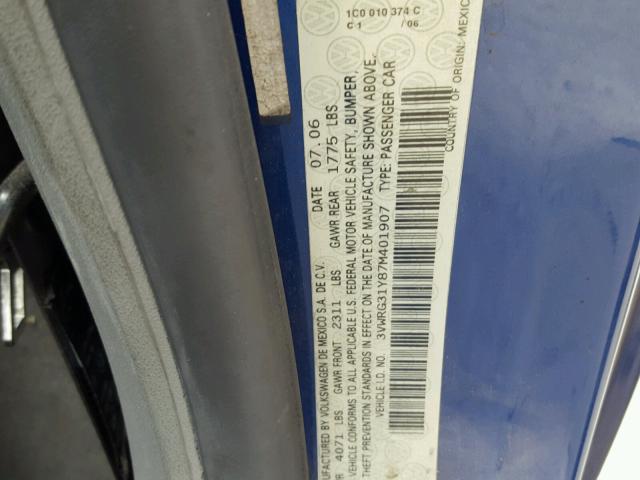 UFACTURED BY VOLKSWAGEN DE MEXICO S.A. DE C.V. DATE 07.06
R 4071 LBS GAWR FRONT 2311 LBS GAWR REAR 1775 LBS
VEHICLE CONFORMS TO ALL APPLICABLE U.S. FEDERAL MOTOR VEHICLE SAFETY, BUMPER,
THEFT PREVENTION STANDARDS IN EFFECT ON THE DATE OF MANUFACTURE SHOWN ABOVE.
VEHICLE I.D. NO. 3VWRG31Y87M401907 TYPE: PASSENGER CAR
COUNTRY OF ORIGIN: MEXIC
1C0 010 374 C
C-1 /06